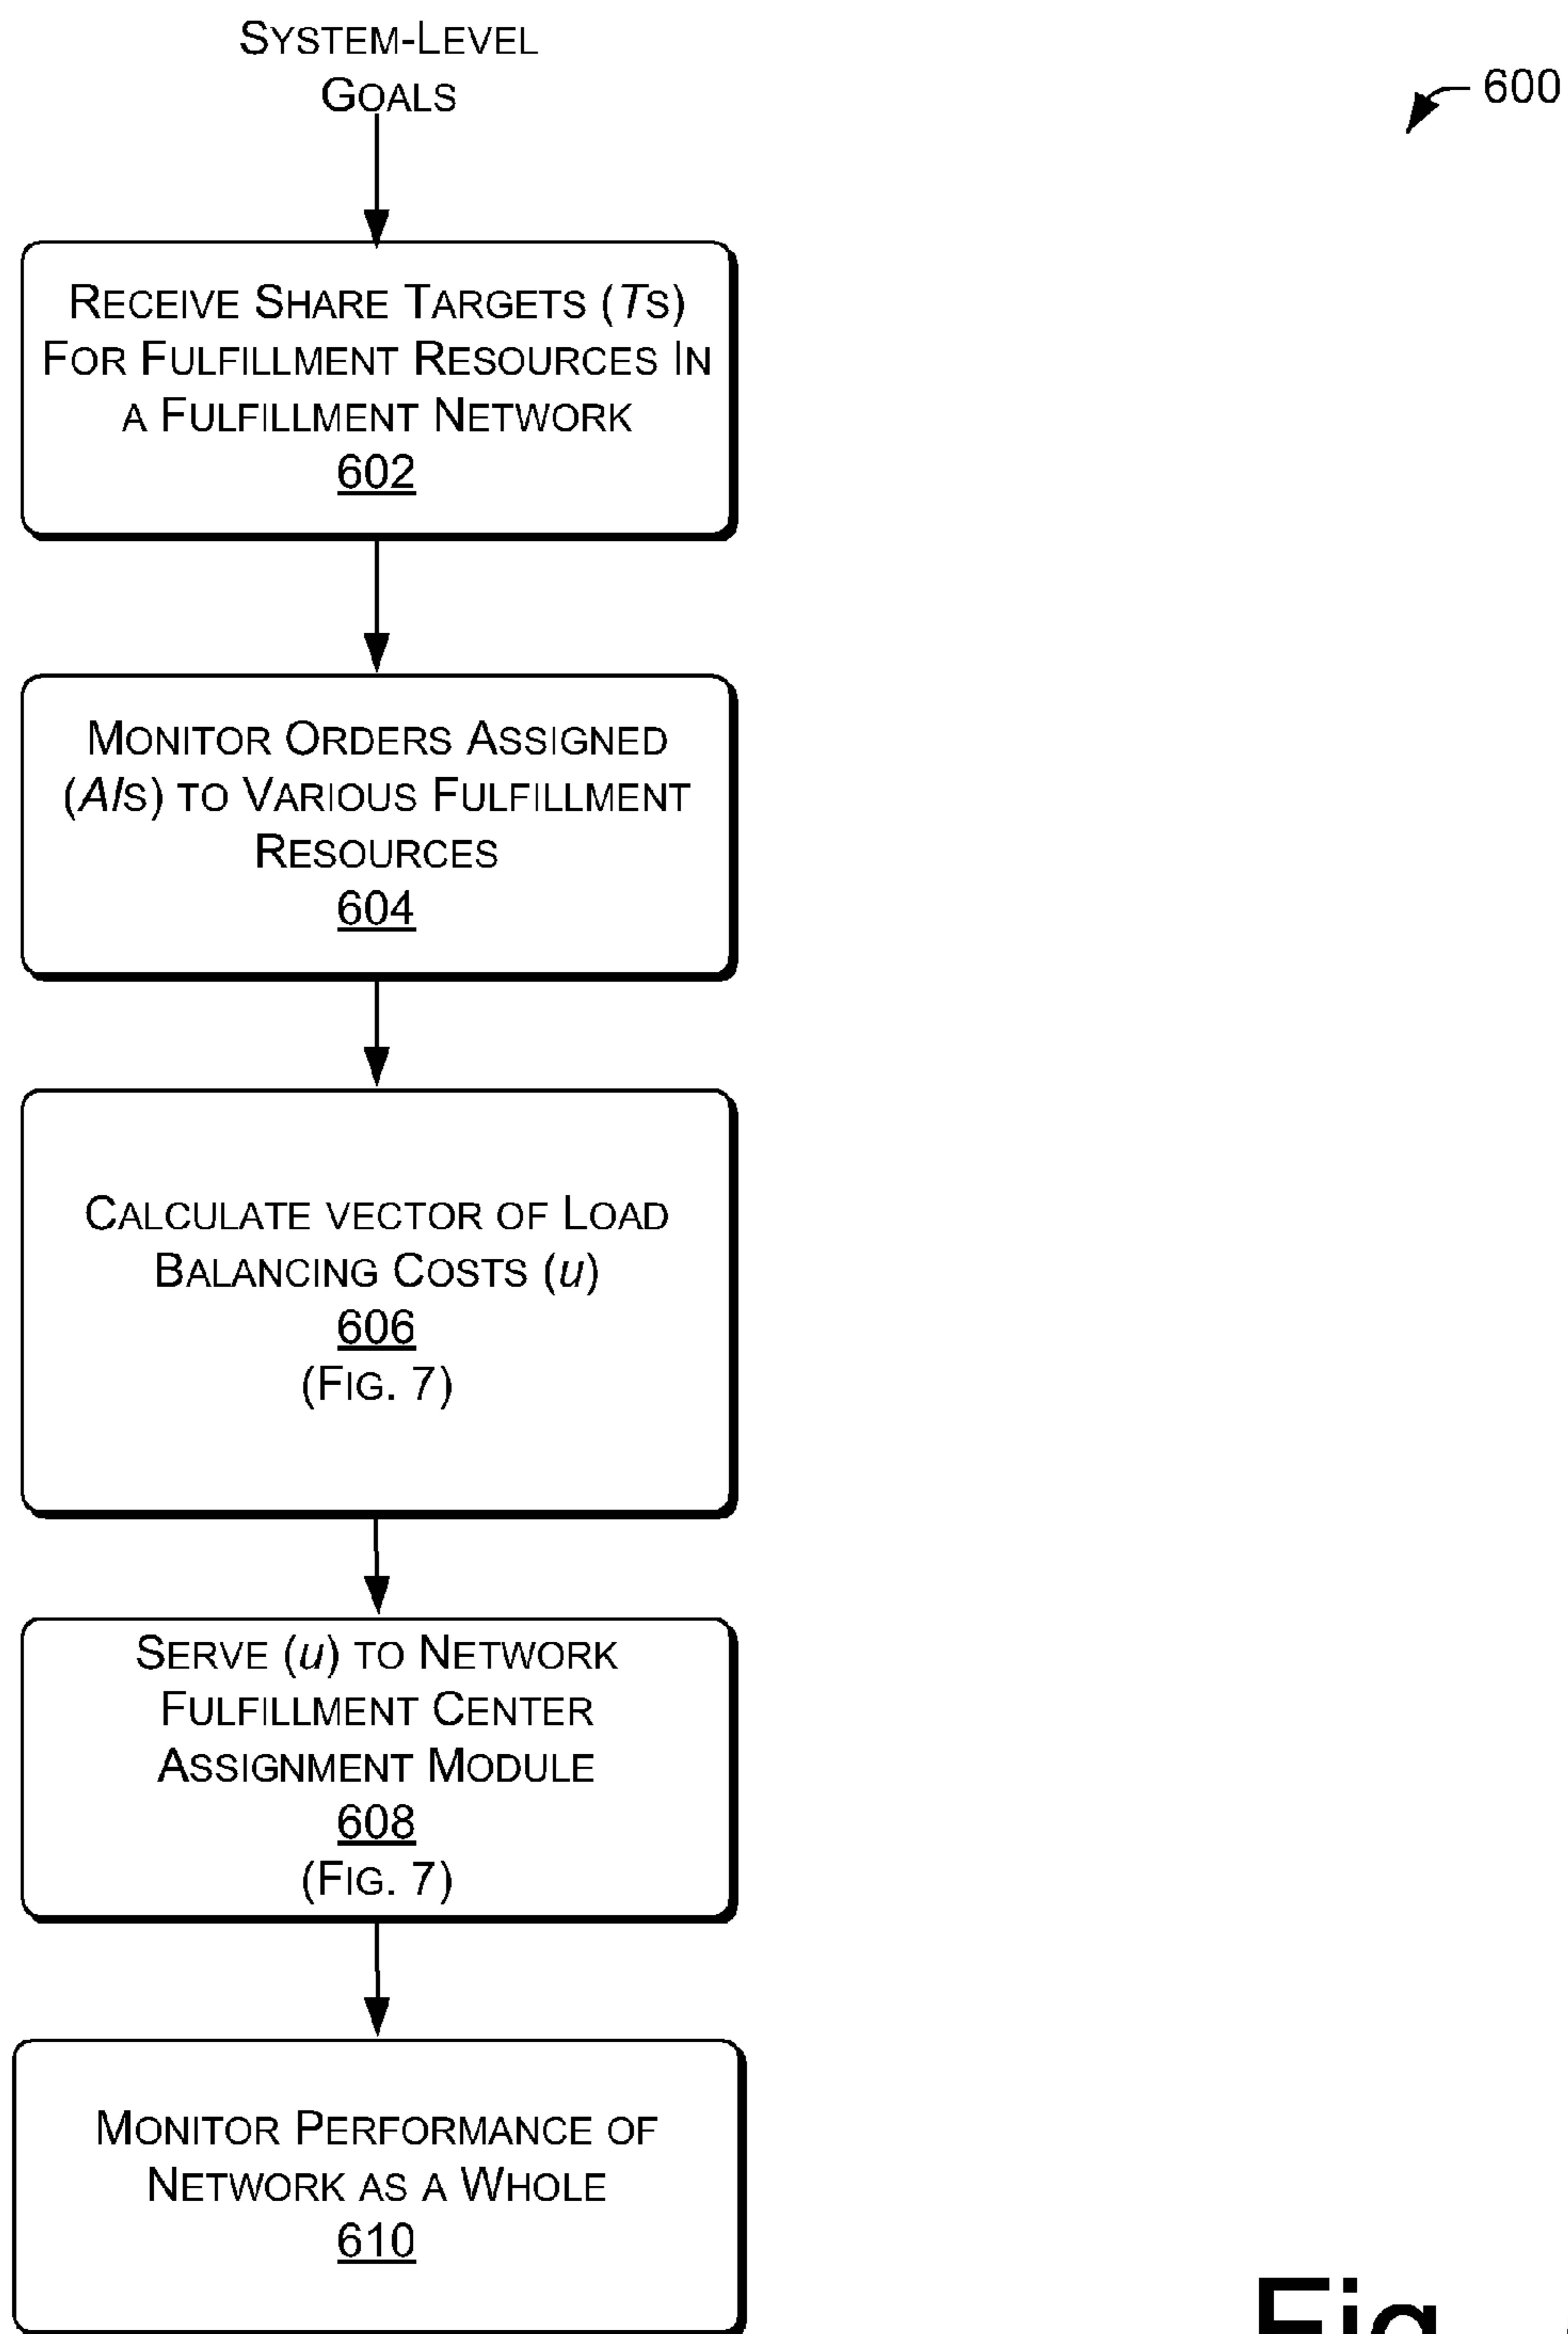 SYSTEM-LEVEL
GOALS
600
RECEIVE SHARE TARGETS (TS)
FOR FULFILLMENT RESOURCES IN
A FULFILLMENT NETWORK
602
MONITOR ORDERS ASSIGNED
(AIS) TO VARIOUS FULFILLMENT
RESOURCES
604
CALCULATE VECTOR OF LOAD
BALANCING COSTS (u)
606
(FIG. 7)
SERVE (u) TO NETWORK
FULFILLMENT CENTER
ASSIGNMENT MODULE
608
(FIG. 7)
MONITOR PERFORMANCE OF
NETWORK AS A WHOLE
610
Fig.